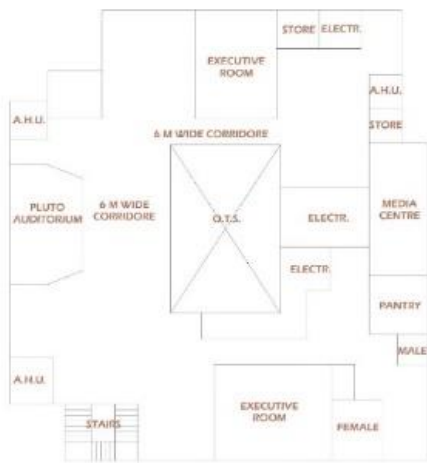 STORE
ELECTR.
EXECUTIVE
ROOM
A.H.U.
A.H.U.
STORE
6 M WIDE CORRIDORE
PLUTO
AUDITORIUM
6 M WIDE
CORRIDORE
O.T.S.
ELECTR.
MEDIA
CENTRE
ELECTR.
PANTRY
MALE
A.H.U.
STAIRS
EXECUTIVE
ROOM
FEMALE